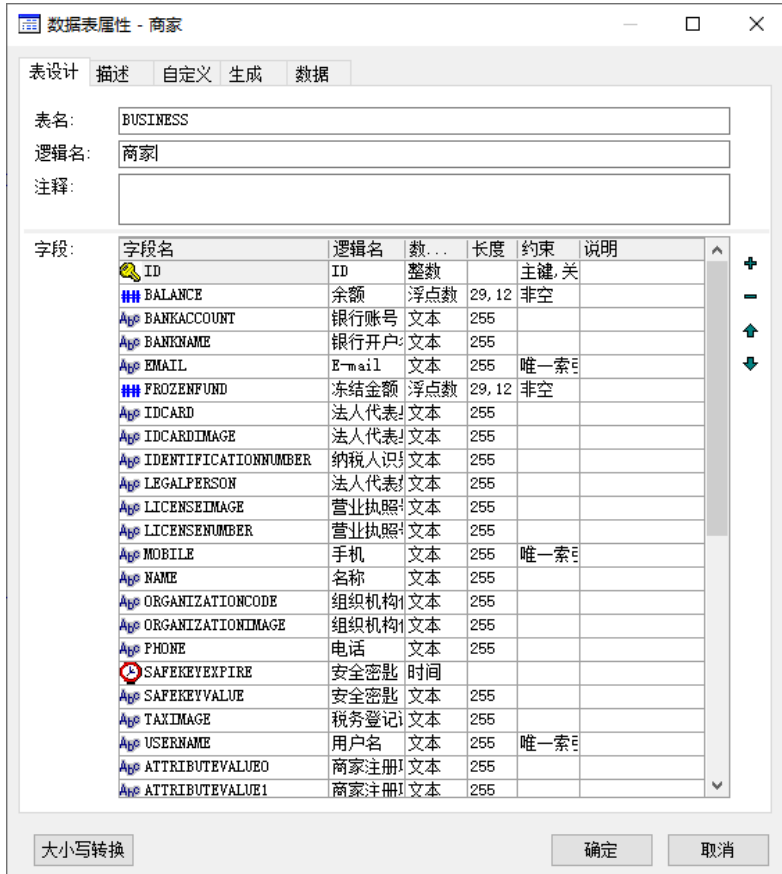 数据表属性 - 商家
表设计 描述 自定义 生成 数据
表名: BUSINESS
逻辑名: 商家
注释:
字段: 字段名 逻辑名 数... 长度 约束 说明
ID ID 整数 主键,关
BALANCE 余额 浮点数 29,12 非空
BANKACCOUNT 银行账号 文本 255
BANKNAME 银行开户 文本 255
EMAIL E-mail 文本 255 唯一索
FROZENFUND 冻结金额 浮点数 29,12 非空
IDCARD 法人代表 文本 255
IDCARDIMAGE 法人代表 文本 255
IDENTIFICATIONNUMBER 纳税人识 文本 255
LEGALPERSON 法人代表 文本 255
LICENSEIMAGE 营业执照 文本 255
LICENSENUMBER 营业执照 文本 255
MOBILE 手机 文本 255 唯一索
NAME 名称 文本 255
ORGANIZATIONCODE 组织机构 文本 255
ORGANIZATIONIMAGE 组织机构 文本 255
PHONE 电话 文本 255
SAFEKEYEXPIRE 安全密匙 时间
SAFEKEYVALUE 安全密匙 文本 255
TAXIMAGE 税务登记 文本 255
USERNAME 用户名 文本 255 唯一索
ATTRIBUTEVALUE0 商家注册 文本 255
ATTRIBUTEVALUE1 商家注册 文本 255
大小写转换 确定 取消